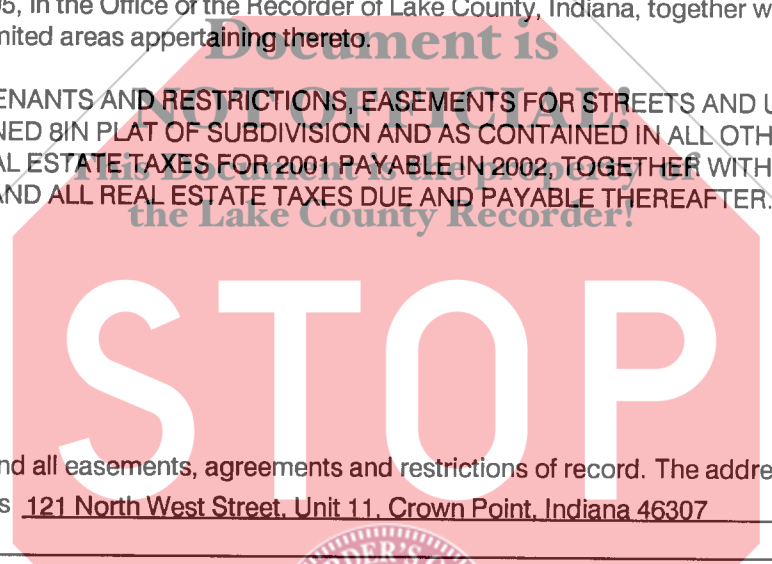 05, in the Office of the Recorder of Lake County, Indiana, together w
mited areas appertaining thereto.
Document is
NOT OFFICIAL!
This Document is the property of
the Lake County Recorder!
ENANTS AND RESTRICTIONS, EASEMENTS FOR STREETS AND U
NED 8IN PLAT OF SUBDIVISION AND AS CONTAINED IN ALL OTH
AL ESTATE TAXES FOR 2001 PAYABLE IN 2002, TOGETHER WITH
AND ALL REAL ESTATE TAXES DUE AND PAYABLE THEREAFTER.
STOP
nd all easements, agreements and restrictions of record. The addre
s 121 North West Street, Unit 11, Crown Point, Indiana 46307
RDER'S